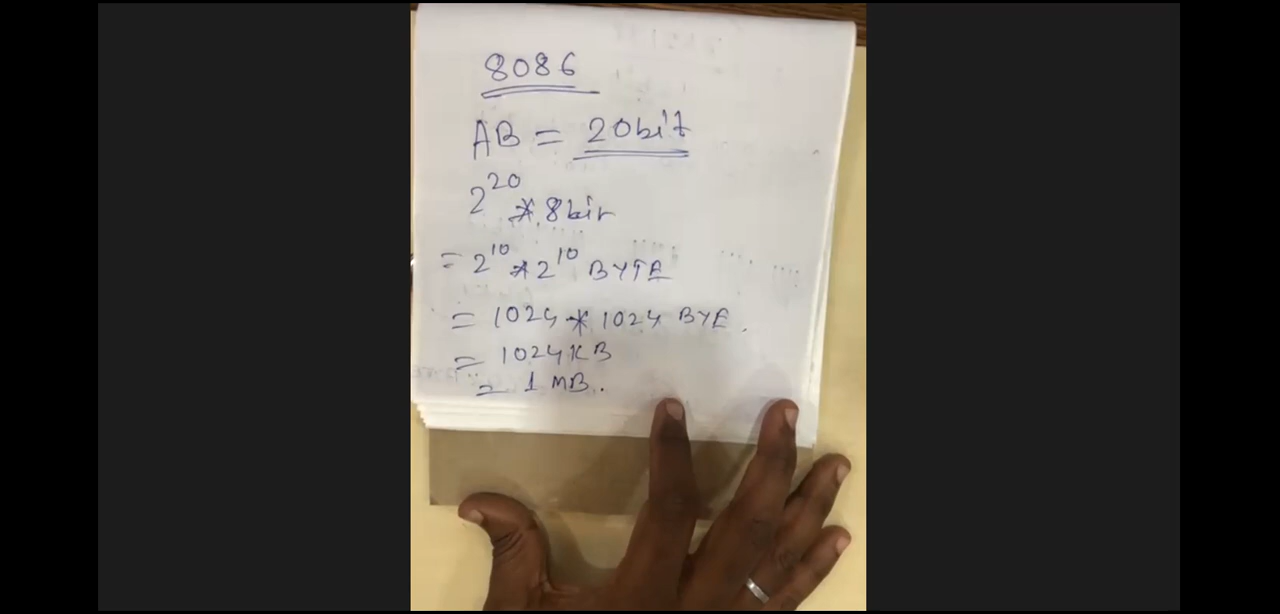 8086
AB = 20bit
2^20 * 8bit
= 2^10 * 2^10 BYTE
= 1024 * 1024 BYE.
= 1024KB
= 1 MB.